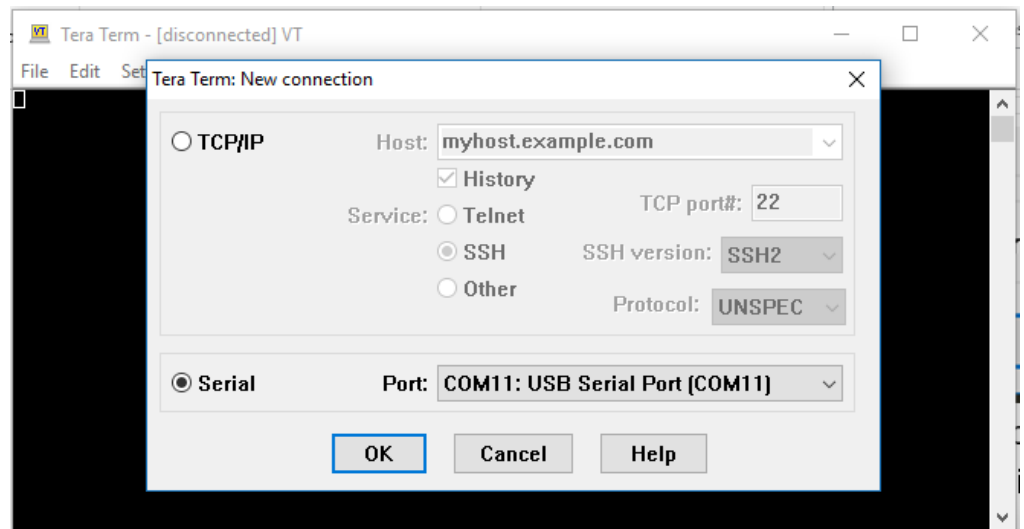 Tera Term - [disconnected] VT
File Edit Set
Tera Term: New connection
TCP/IP Host: myhost.example.com
History
Service: Telnet TCP port#: 22
SSH SSH version: SSH2
Other Protocol: UNSPEC
Serial Port: COM11: USB Serial Port (COM11)
OK Cancel Help